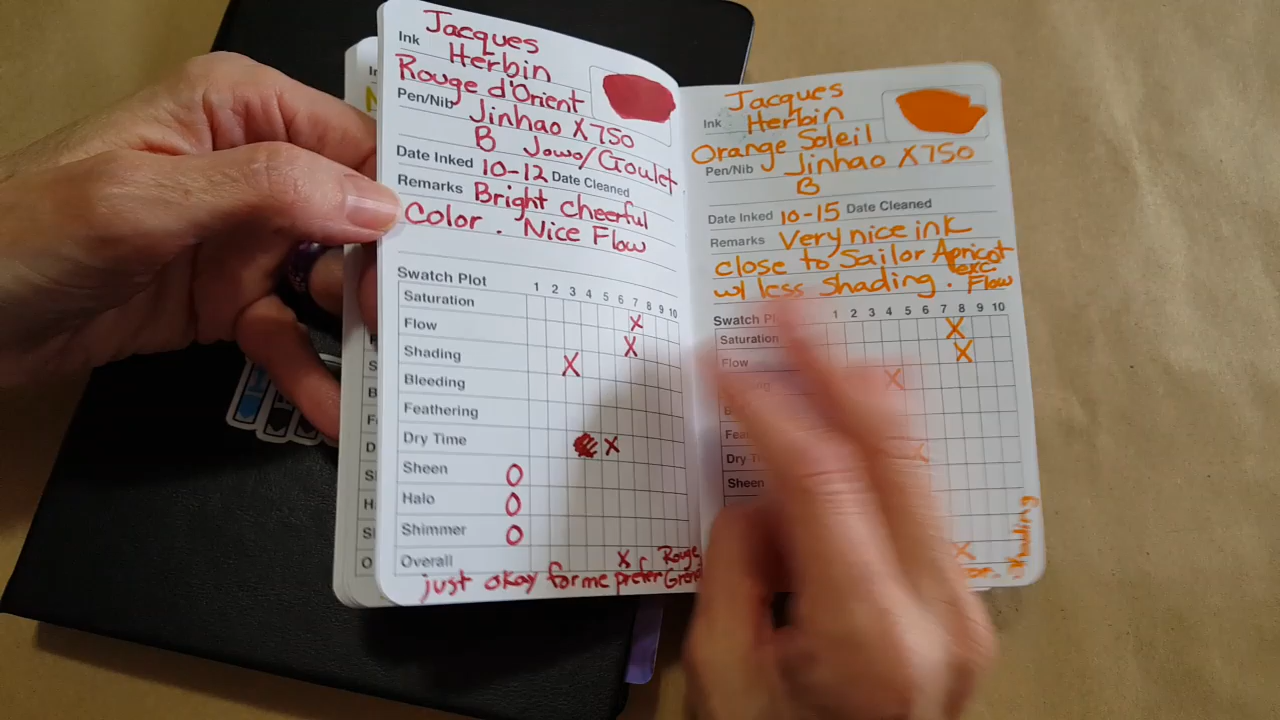 Jacques
Ink Herbin
Rouge d'Orient
Pen/Nib Jinhao X750
B Jowo/Goulet
Date Inked 10-12 Date Cleaned
Remarks Bright cheerful
Color. Nice Flow
Swatch Plot 1 2 3 4 5 6 7 8 9 10
Saturation X
Flow X
Shading X
Bleeding
Feathering
Dry Time X
Sheen O
Halo O
Shimmer O
Overall X Rouge
just okay for me prefer
Jacques
Ink Herbin
Orange Soleil
Pen/Nib Jinhao X750
B
Date Inked 10-15 Date Cleaned
Remarks Very nice ink
close to Sailor Apricot
w/ less shading. exc Flow
Swatch 1 2 3 4 5 6 7 8 9 10
Saturation X
Flow X
X
Dry X
Sheen
X
shading